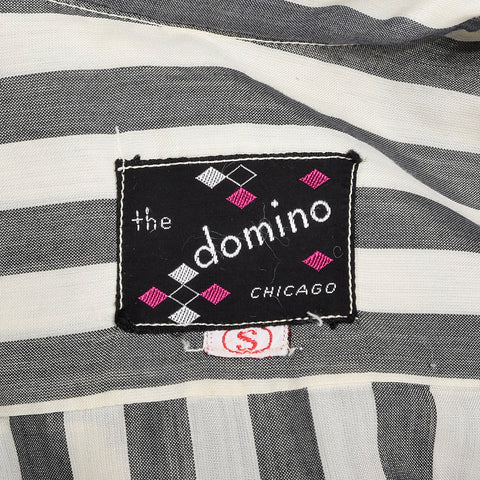 the
domino
CHICAGO
S